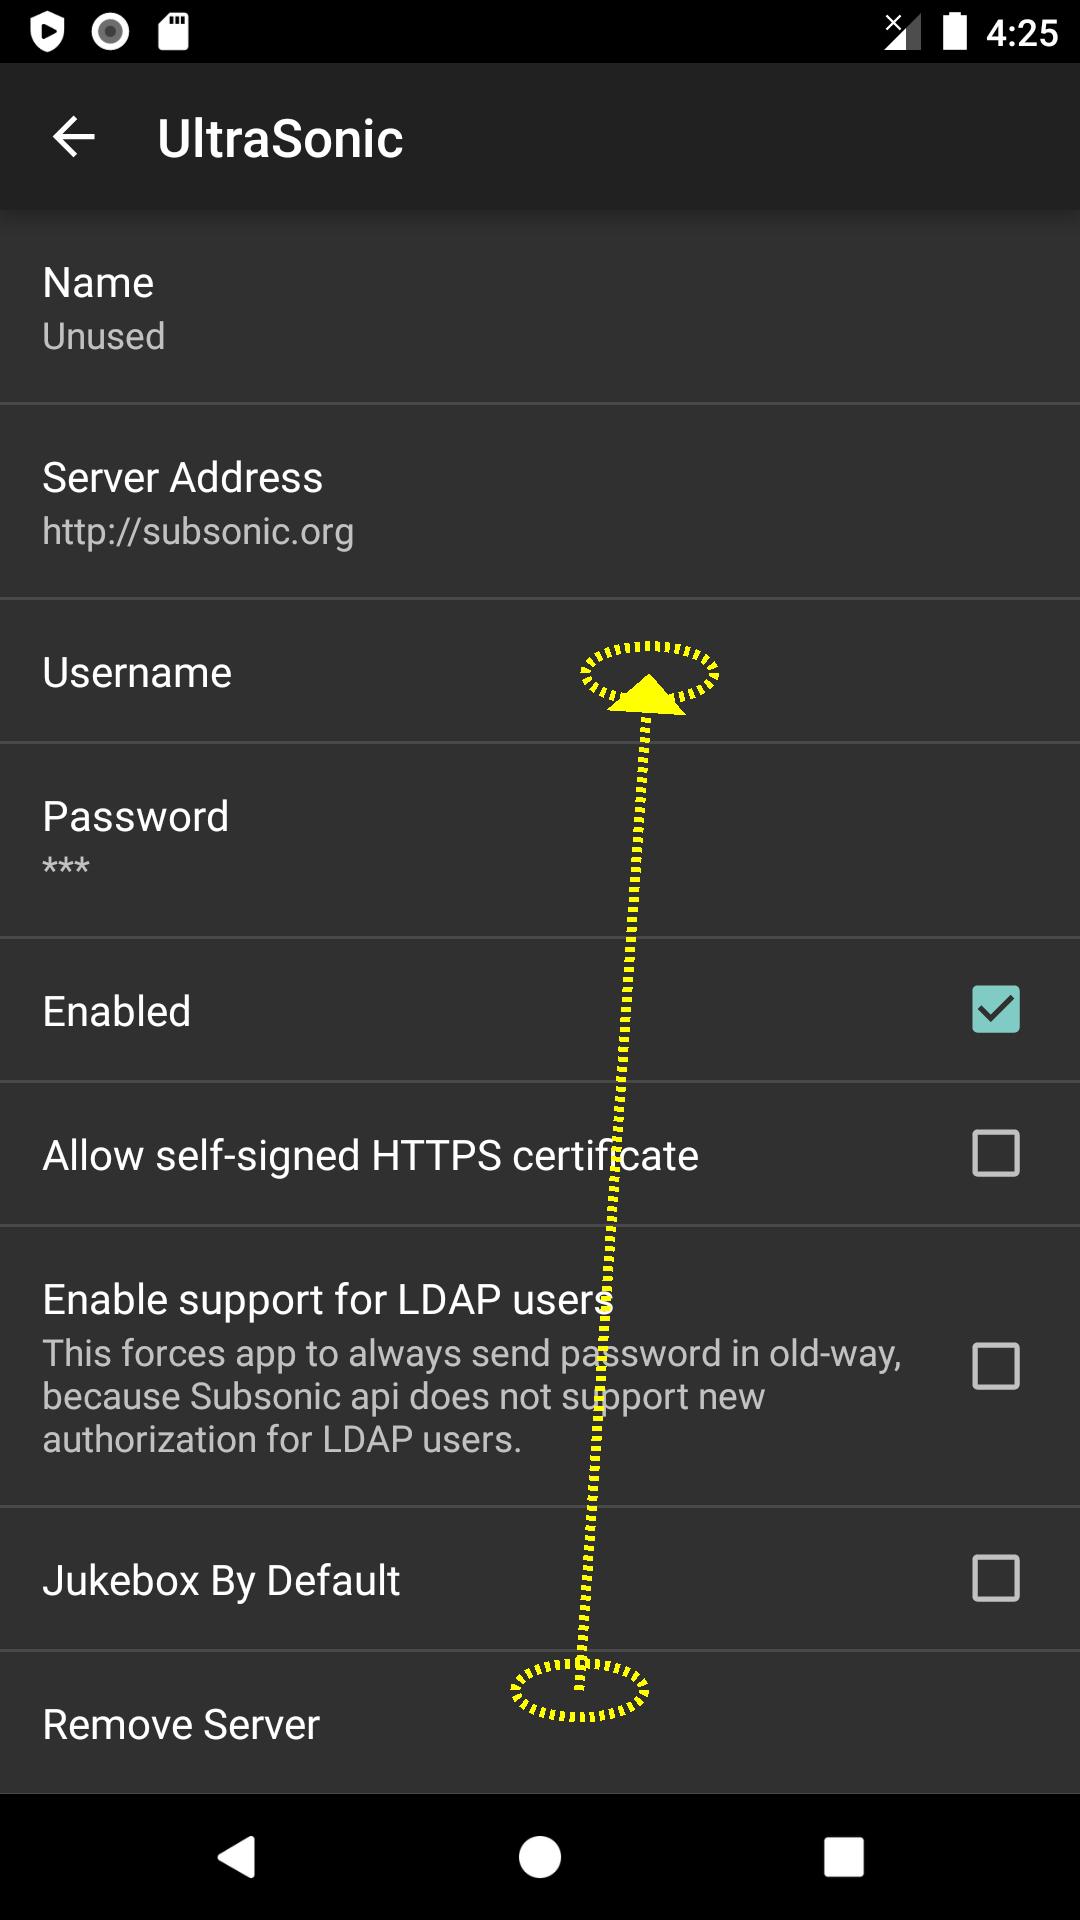 4:25
UltraSonic
Name
Unused
Server Address
http://subsonic.org
Username
Password
***
Enabled
Allow self-signed HTTPS certificate
Enable support for LDAP users
This forces app to always send password in old-way,
because Subsonic api does not support new
authorization for LDAP users.
Jukebox By Default
Remove Server